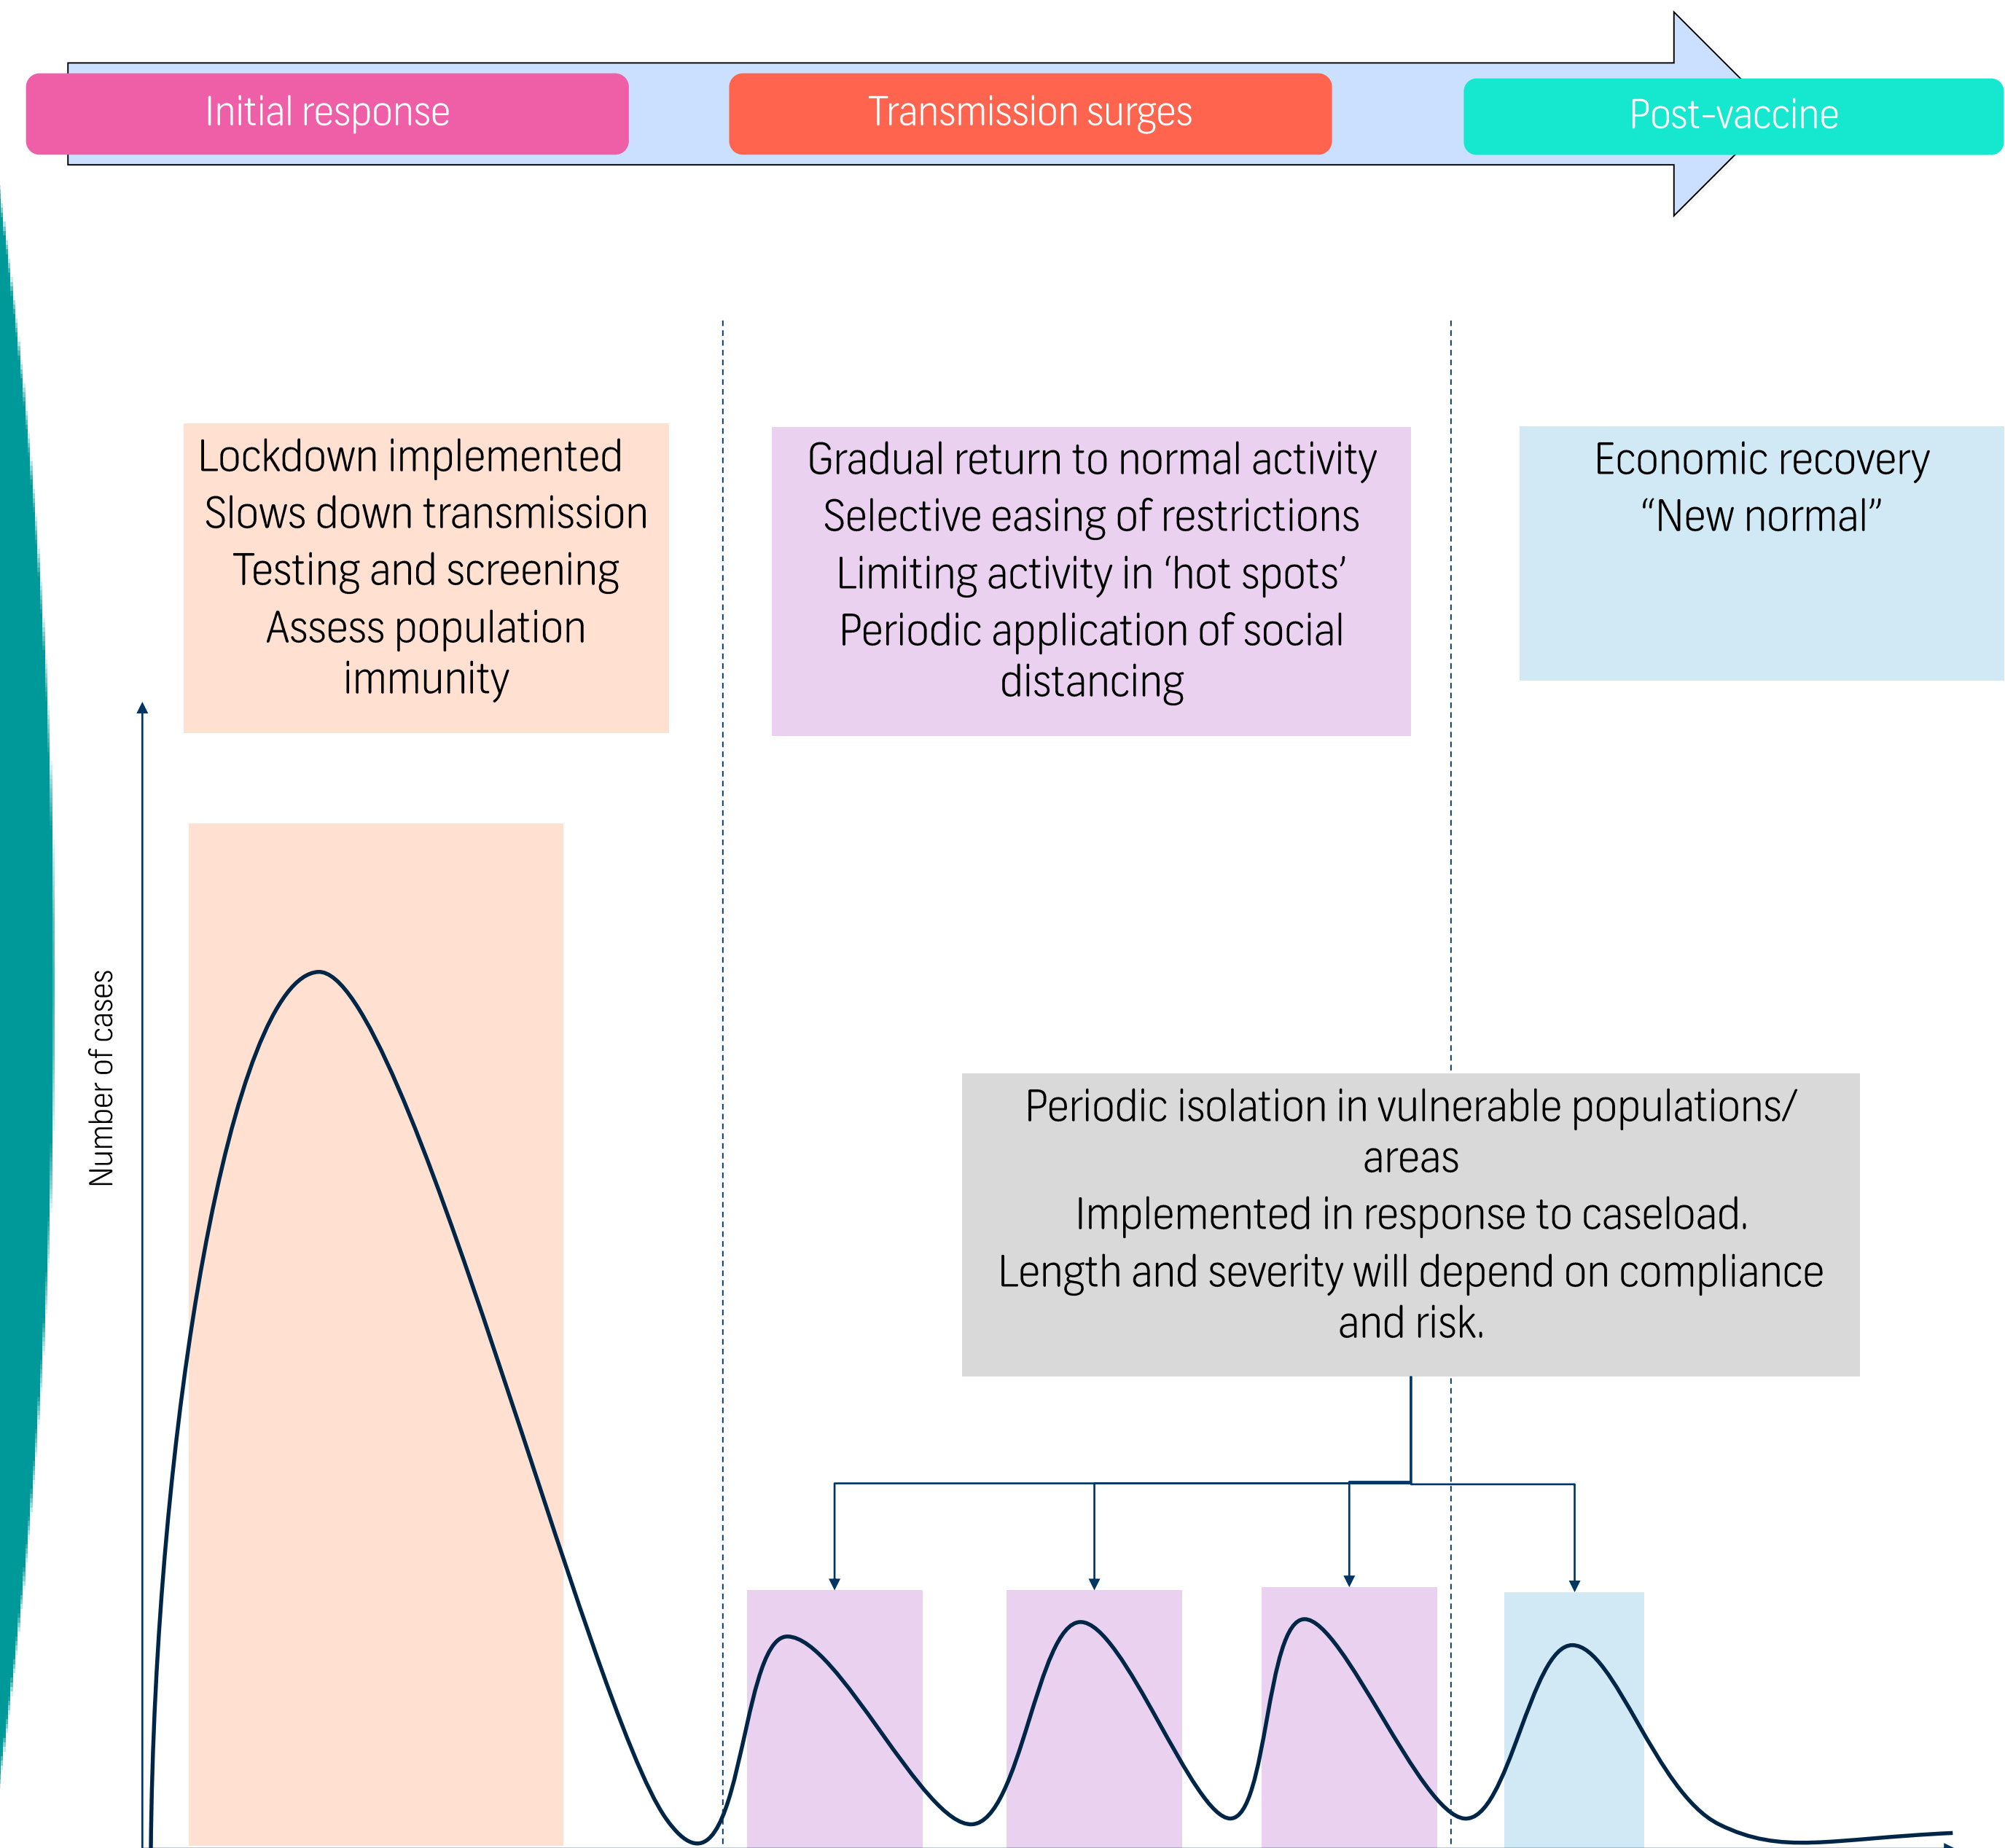 Initial response
Transmission surges
Post-vaccine
Lockdown implemented
Slows down transmission
Testing and screening
Assess population
immunity
Gradual return to normal activity
Selective easing of restrictions
Limiting activity in ‘hot spots’
Periodic application of social
distancing
Economic recovery
“New normal”
Number of cases
Periodic isolation in vulnerable populations/
areas
Implemented in response to caseload.
Length and severity will depend on compliance
and risk.